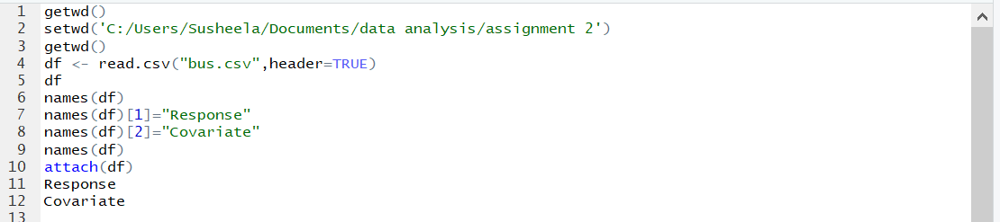 1 getwd()
2 setwd('C:/Users/Susheela/Documents/data analysis/assignment 2')
3 getwd()
4 df <- read.csv("bus.csv",header=TRUE)
5 df
6 names(df)
7 names(df)[1]="Response"
8 names(df)[2]="Covariate"
9 names(df)
10 attach(df)
11 Response
12 Covariate
13